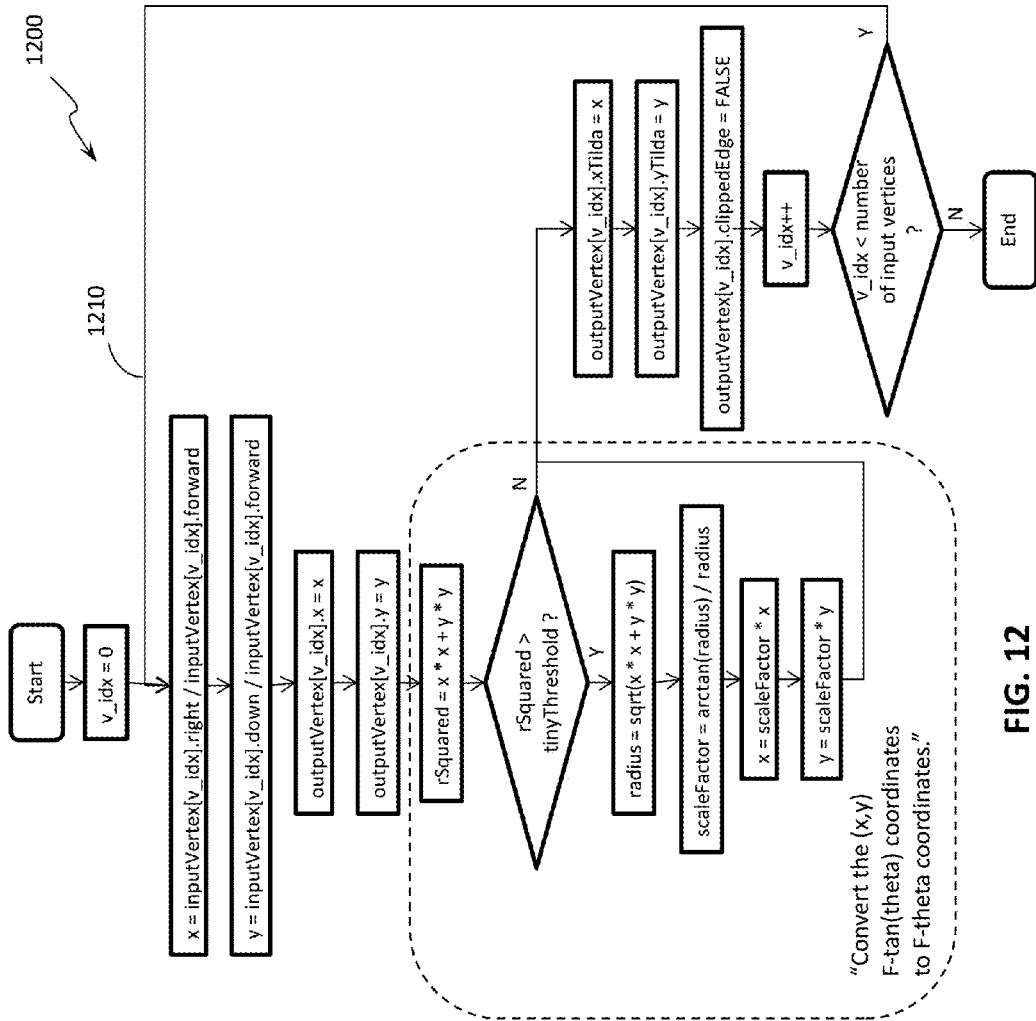 1200
1210
Start
v_idx = 0
x = inputVertex[v_idx].right / inputVertex[v_idx].forward
y = inputVertex[v_idx].down / inputVertex[v_idx].forward
outputVertex[v_idx].x = x
outputVertex[v_idx].y = y
rSquared = x * x + y * y
rSquared >
tinyThreshold ?
N
Y
radius = sqrt(x * x + y * y)
scaleFactor = arctan(radius) / radius
x = scaleFactor * x
y = scaleFactor * y
"Convert the (x,y)
F-tan(theta) coordinates
to F-theta coordinates."
outputVertex[v_idx].xTilda = x
outputVertex[v_idx].yTilda = y
outputVertex[v_idx].clippedEdge = FALSE
v_idx++
v_idx < number
of input vertices
?
Y
N
End
FIG. 12